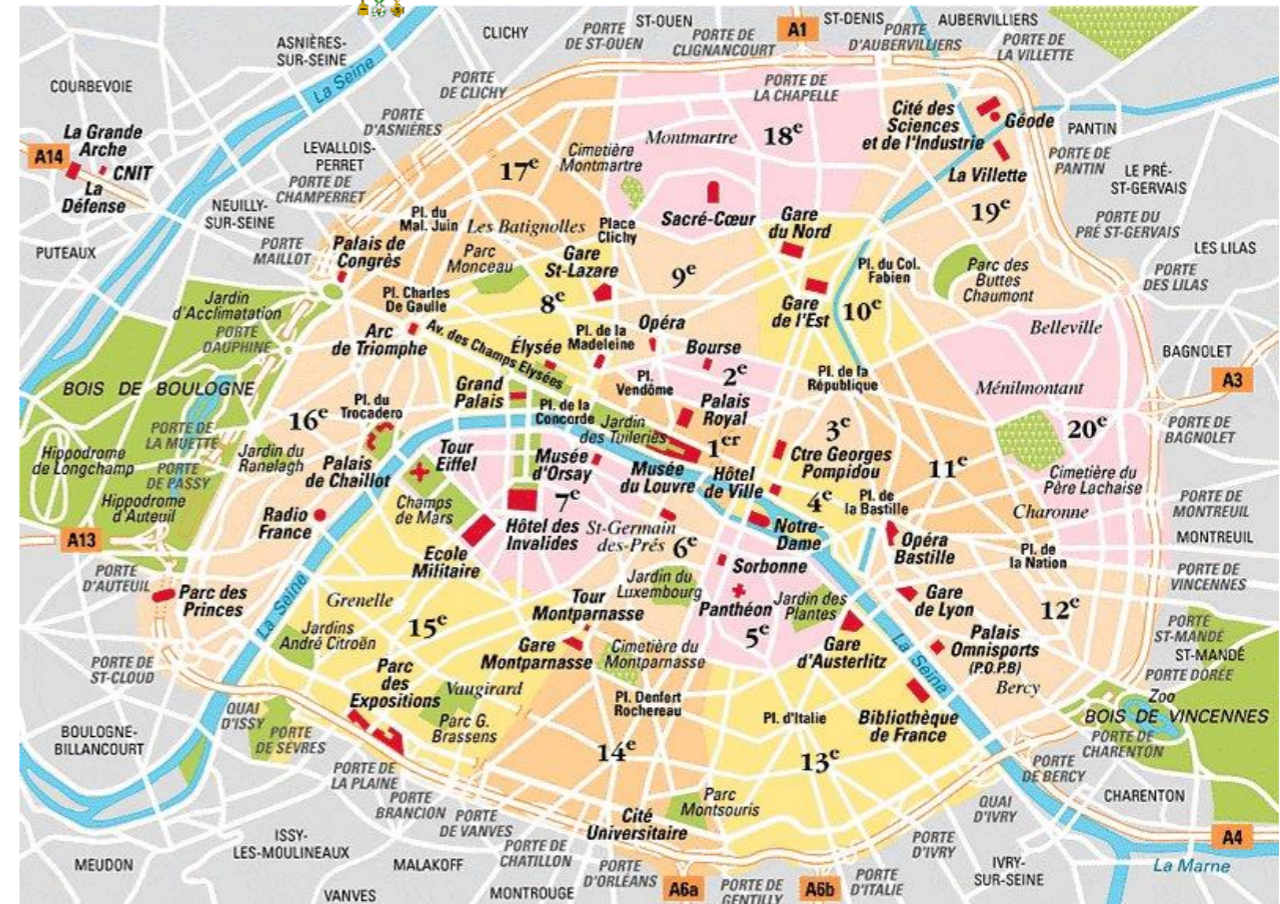 ASNIÈRES-
SUR-SEINE
CLICHY
ST-OUEN
PORTE
DE ST-OUEN
PORTE DE
CLIGNANCOURT
A1
ST-DENIS
PORTE
D'AUBERVILLIERS
AUBERVILLIERS
PORTE DE
LA VILLETTE
COURBEVOIE
La Seine
PORTE
DE CLICHY
PORTE DE
LA CHAPELLE
PORTE
D'ASNIÈRES
La Grande
Arche
A14
CNIT
La
Défense
LEVALLOIS-
PERRET
PORTE DE
CHAMPERRET
NEUILLY-
SUR-SEINE
PUTEAUX
PORTE
MAILLOT
17e
Cimetière
Montmartre
Montmartre
18e
Sacré-Cœur
Cité des
Sciences
et de l'Industrie
Géode
PANTIN
PORTE DE
PANTIN
La Villette
19e
LE PRÉ-
ST-GERVAIS
PORTE DU
PRÉ ST-GERVAIS
LES LILAS
PORTE
DES LILAS
Pl. du
Mal. Juin
Les Batignolles
Place
Clichy
Palais de
Congrès
Parc
Monceau
Gare
St-Lazare
9e
Gare
du Nord
Pl. du Col.
Fabien
Parc des
Buttes
Chaumont
Jardin
d'Acclimatation
PORTE
DAUPHINE
Pl. Charles
De Gaulle
8e
Gare
de l'Est
10e
Belleville
Arc
de Triomphe
Av. des Champs Elysées
Élysée
Pl. de la
Madeleine
Opéra
Bourse
2e
BAGNOLET
A3
BOIS DE BOULOGNE
Grand
Palais
Pl.
Vendôme
Pl. de la
République
Ménilmontant
16e
Pl. du
Trocadero
Pl. de la
Concorde
Jardin
des Tuileries
Palais
Royal
1er
3e
20e
PORTE DE
BAGNOLET
PORTE DE
LA MUETTE
Hippodrome
de Longchamp
PORTE
DE PASSY
Jardin du
Ranelagh
Palais
de Chaillot
Tour
Eiffel
Musée
d'Orsay
Musée
du Louvre
Hôtel
de Ville
Ctre Georges
Pompidou
11e
Cimetière du
Père Lachaise
Hippodrome
d'Auteuil
Radio
France
Champs
de Mars
7e
Hôtel des
Invalides
St-Germain
des-Prés
4e
Pl. de
la Bastille
Charonne
PORTE DE
MONTREUIL
MONTREUIL
A13
Ecole
Militaire
6e
Notre-
Dame
Opéra
Bastille
Pl. de
la Nation
PORTE
D'AUTEUIL
Sorbonne
PORTE DE
VINCENNES
Parc des
Princes
La Seine
Grenelle
15e
Jardin du
Luxembourg
Panthéon
Jardin des
Plantes
Gare
de Lyon
12e
Tour
Montparnasse
Jardins
André Citroën
Gare
Montparnasse
Cimetière du
Montparnasse
5e
Gare
d'Austerlitz
La Seine
Palais
Omnisports
(P.O.P.B)
PORTE
ST-MANDÉ
ST-MANDÉ
PORTE DORÉE
PORTE DE
ST-CLOUD
Parc
des
Expositions
Vaugirard
Bercy
Zoo
Pl. Denfert
Rochereau
QUAI
D'ISSY
PORTE
DE SÈVRES
Parc G.
Brassens
Pl. d'Italie
Bibliothèque
de France
BOIS DE VINCENNES
PORTE DE
CHARENTON
BOULOGNE-
BILLANCOURT
14e
13e
PORTE DE
LA PLAINE
PORTE
DE BERCY
PORTE
BRANCION
PORTE
DE VANVES
Cité
Universitaire
Parc
Montsouris
QUAI
D'IVRY
CHARENTON
ISSY-
LES-MOULINEAUX
PORTE DE
CHATILLON
PORTE
D'IVRY
A4
MEUDON
MALAKOFF
VANVES
MONTROUGE
PORTE
D'ORLÉANS
A6a
PORTE DE
GENTILLY
A6b
PORTE
D'ITALIE
IVRY-
SUR-SEINE
La Marne